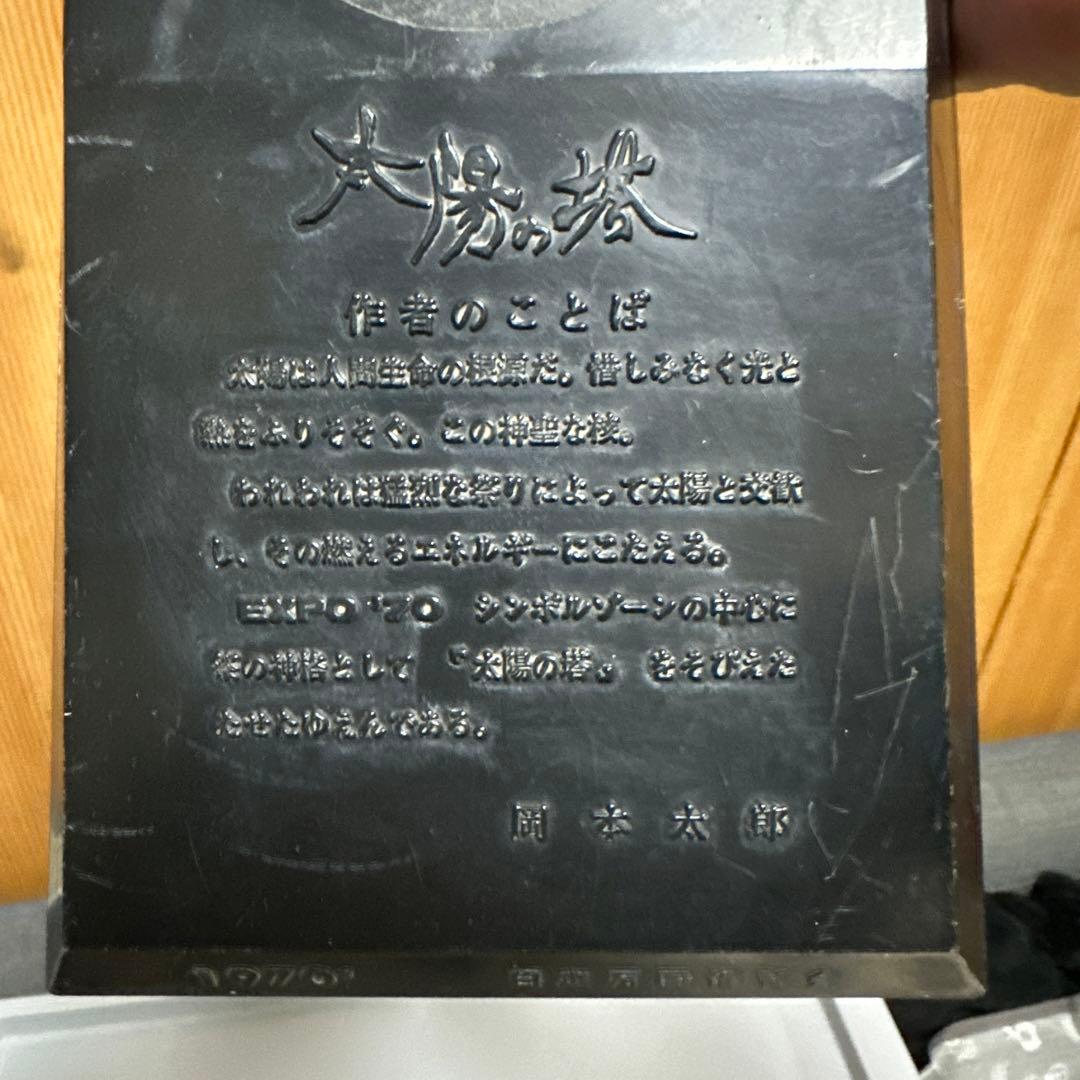 太陽の塔
作者のことば
太陽は人間生命の根源だ。惜しみなく光と
熱をふりそそぐ。この神聖な核。
われわれは猛烈な祭りによって太陽と交歓
し、その燃えるエネルギーにこたえる。
EXPO '70 シンボルゾーンの中心に
祭の神格として『太陽の塔』をそびえた
たせたゆえんである。
岡本太郎
1970